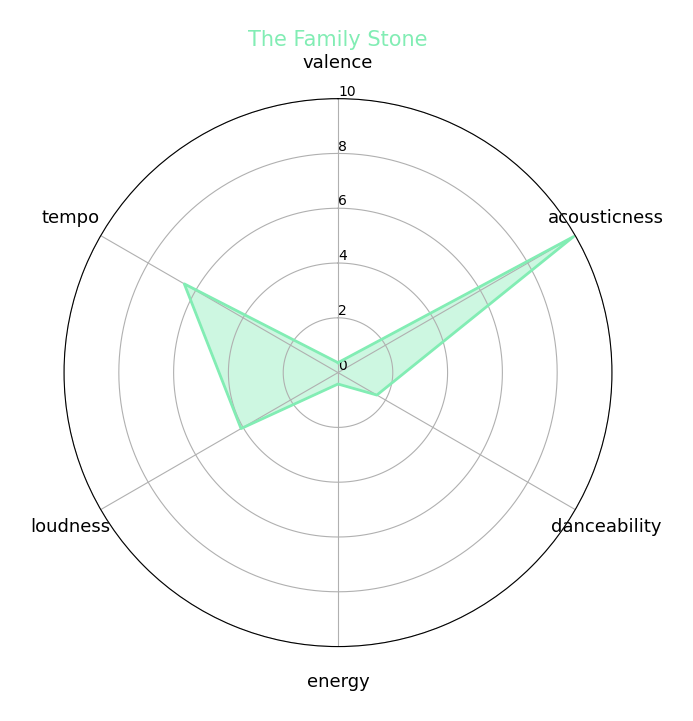 The Family Stone
valence
10
8
6
4
2
0
tempo
acousticness
loudness
danceability
energy